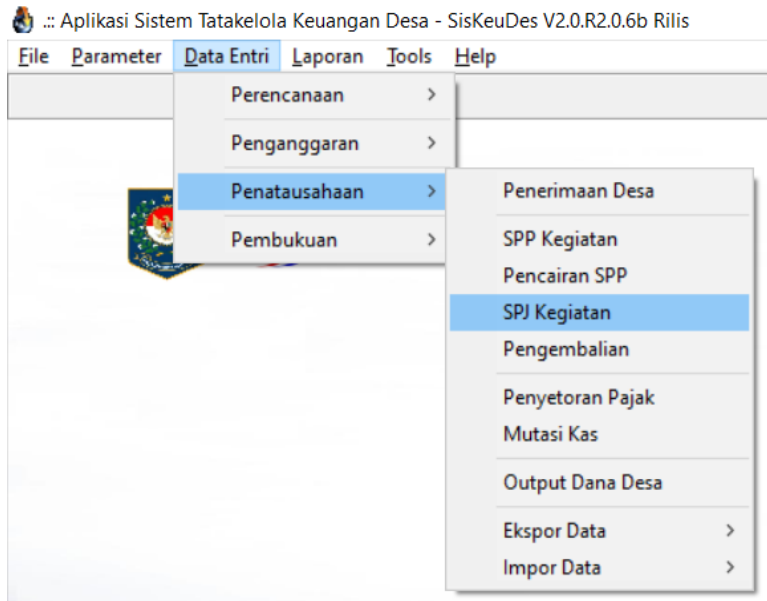 .:: Aplikasi Sistem Tatakelola Keuangan Desa - SisKeuDes V2.0.R2.0.6b Rilis
File Parameter Data Entri Laporan Tools Help
Perencanaan
Penganggaran
Penatausahaan
Pembukuan
Penerimaan Desa
SPP Kegiatan
Pencairan SPP
SPJ Kegiatan
Pengembalian
Penyetoran Pajak
Mutasi Kas
Output Dana Desa
Ekspor Data
Impor Data